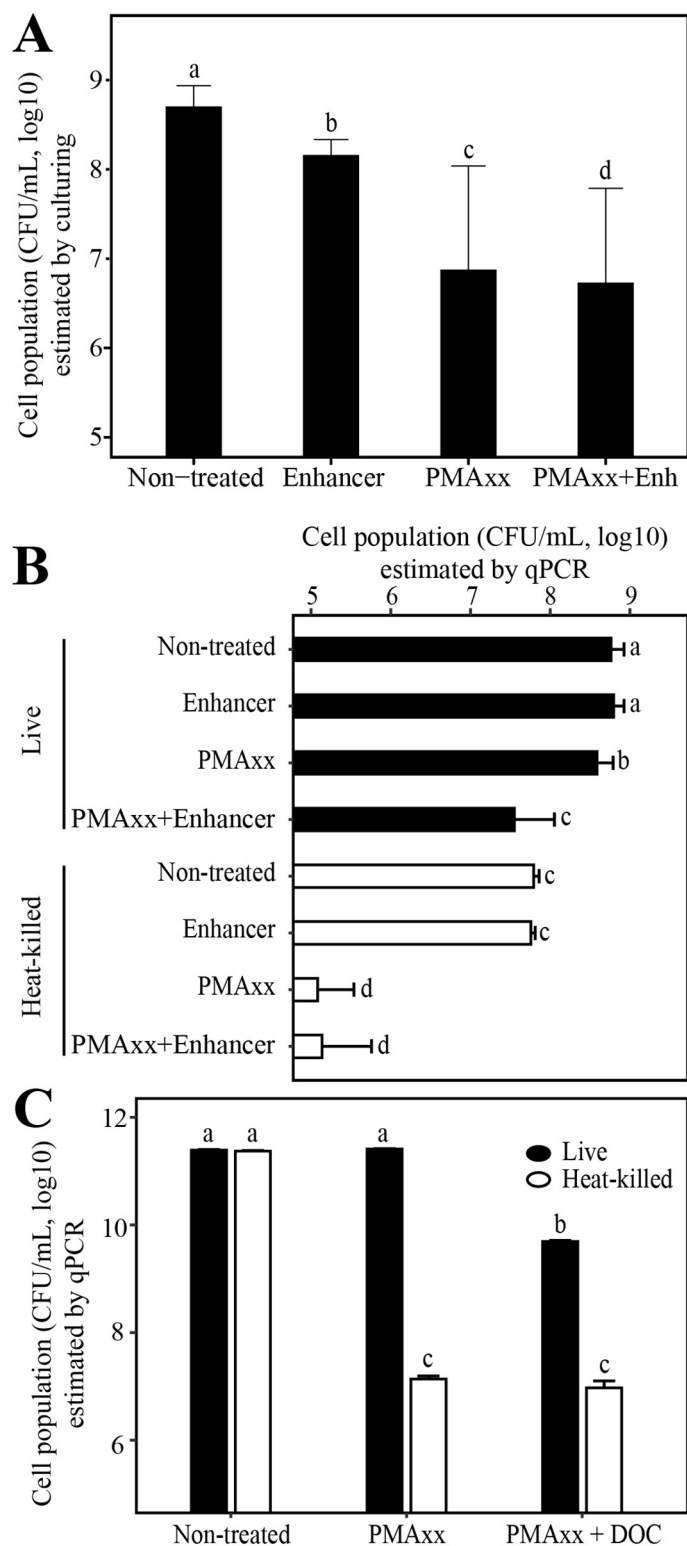 A
Cell population (CFU/mL, log10)
estimated by culturing
9
8
7
6
5
a
b
c
d
Non−treated
Enhancer
PMAxx
PMAxx+Enh
B
Cell population (CFU/mL, log10)
estimated by qPCR
5 6 7 8 9
Live
Non-treated a
Enhancer a
PMAxx b
PMAxx+Enhancer c
Heat-killed
Non-treated c
Enhancer c
PMAxx d
PMAxx+Enhancer d
C
Cell population (CFU/mL, log10)
estimated by qPCR
12
10
8
6
a a a c b c
Live
Heat-killed
Non-treated
PMAxx
PMAxx + DOC